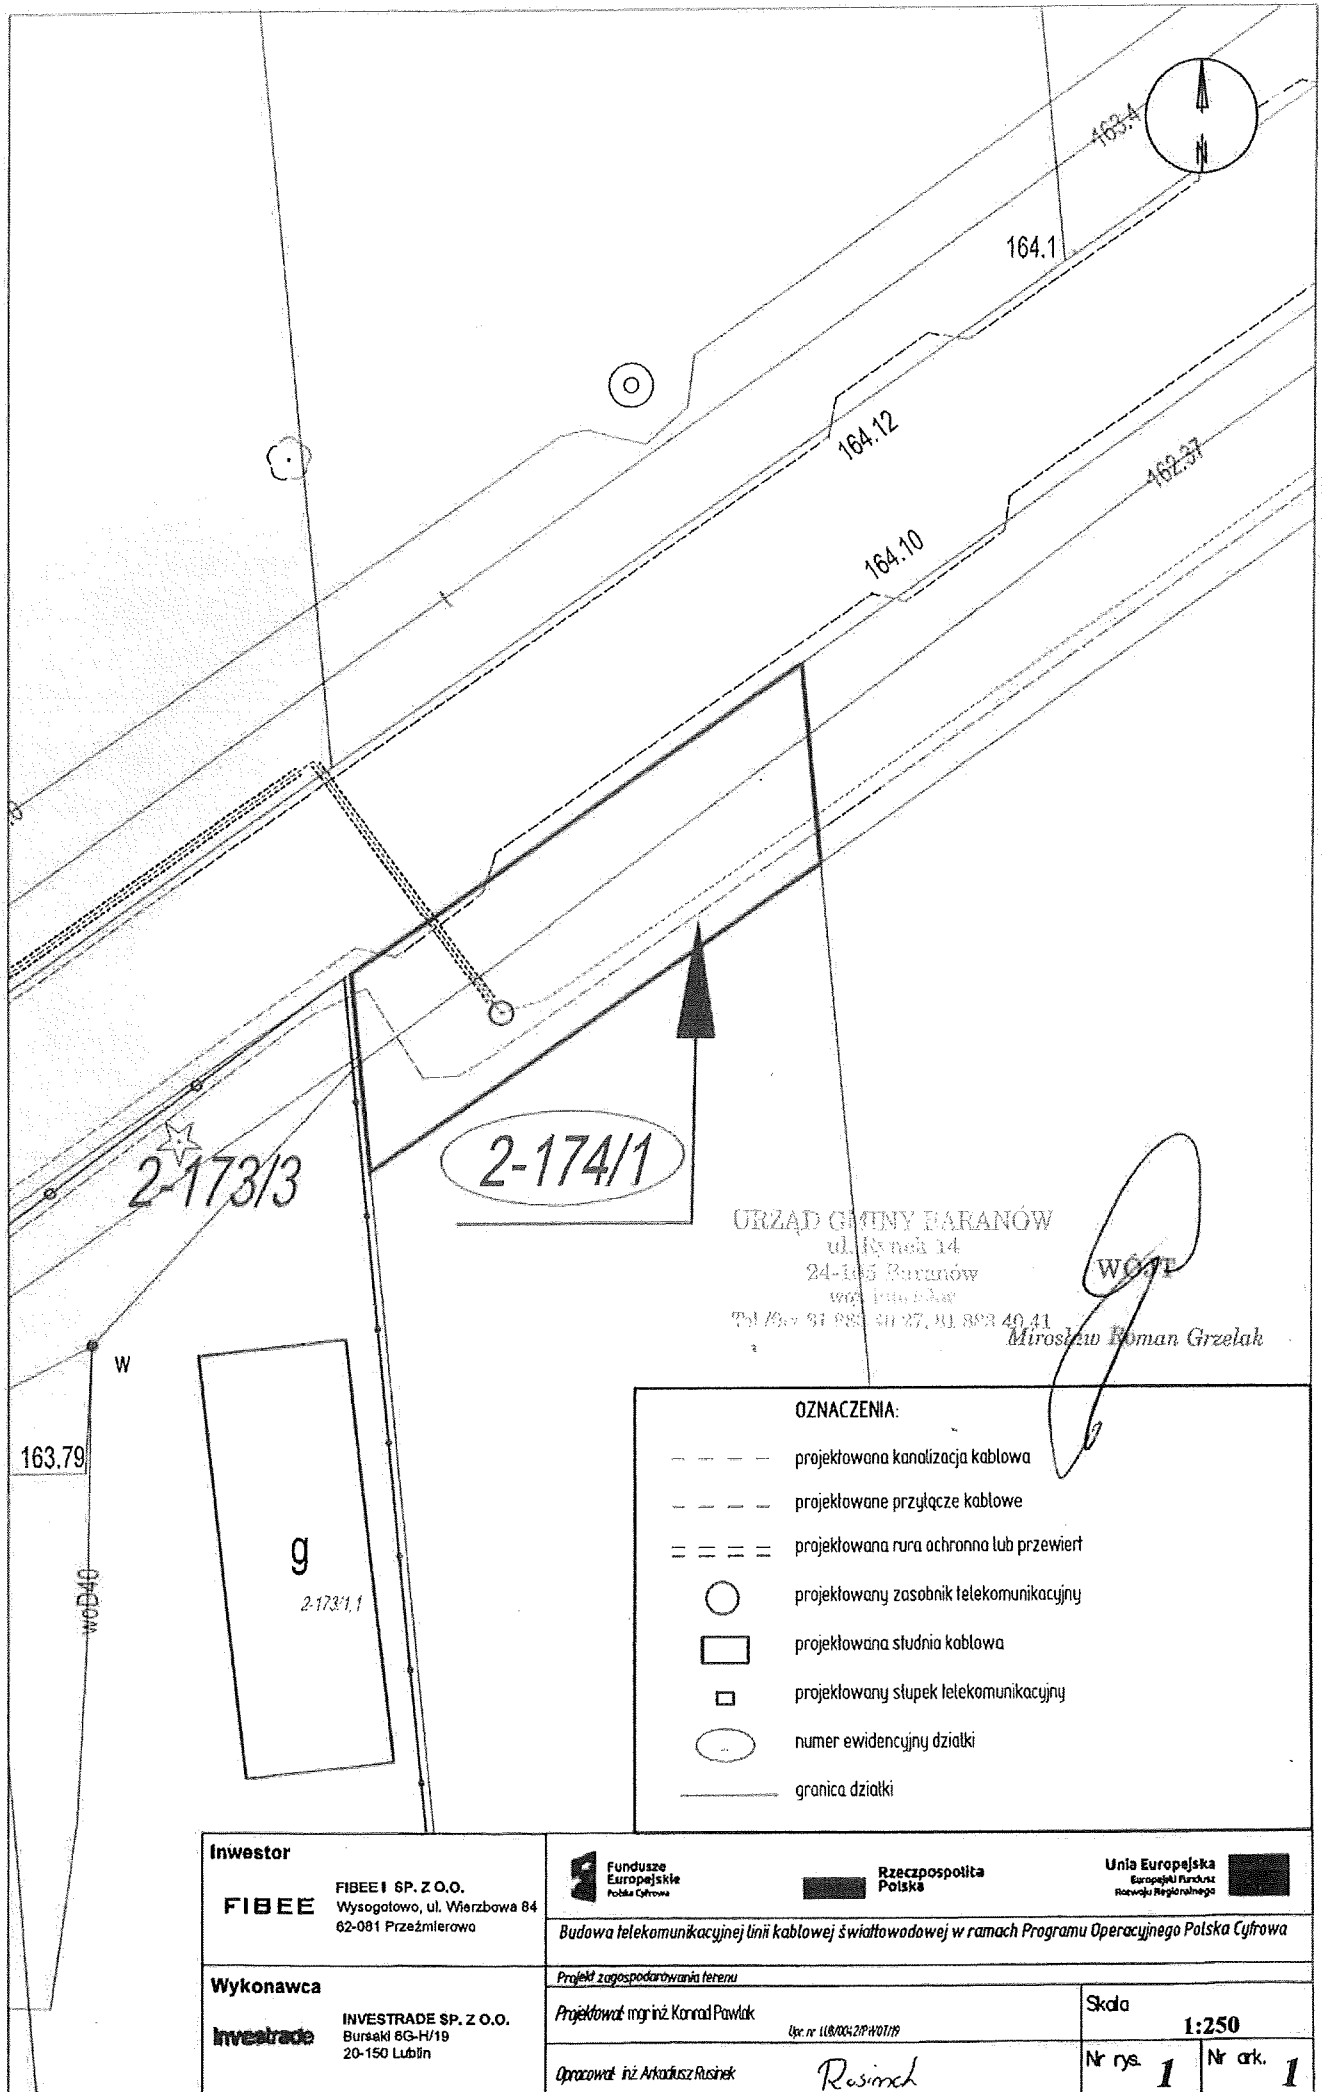 163.4
N
164.1
164.12
162.37
164.10
2-173/3
2-174/1
URZĄD GMINY BARANÓW
ul. Rynek 14
24-105 Baranów
WÓJT
Mirosław Roman Grzelak
W
163.79
woD40
g
2-173/1,1
OZNACZENIA:
projektowana kanalizacja kablowa
projektowane przyłącze kablowe
projektowana rura ochronna lub przewiert
projektowany zasobnik telekomunikacyjny
projektowana studnia kablowa
projektowany słupek telekomunikacyjny
numer ewidencyjny działki
granica działki
Inwestor
FIBEE
FIBEE I SP. Z O.O.
Wysogotowo, ul. Wierzbowa 84
62-081 Przeźmierowo
Fundusze
Europejskie
Polska Cyfrowa
Rzeczpospolita
Polska
Unia Europejska
Europejski Fundusz
Rozwoju Regionalnego
Budowa telekomunikacyjnej linii kablowej światłowodowej w ramach Programu Operacyjnego Polska Cyfrowa
Wykonawca
Investrade
INVESTRADE SP. Z O.O.
Bursaki 6G-H/19
20-150 Lublin
Projekt zagospodarowania terenu
Projektował mgr inż. Konrad Pawlak
Upr. nr
Skala
1:250
Opracował inż. Arkadiusz Rusinek
Nr rys. 1
Nr ark. 1